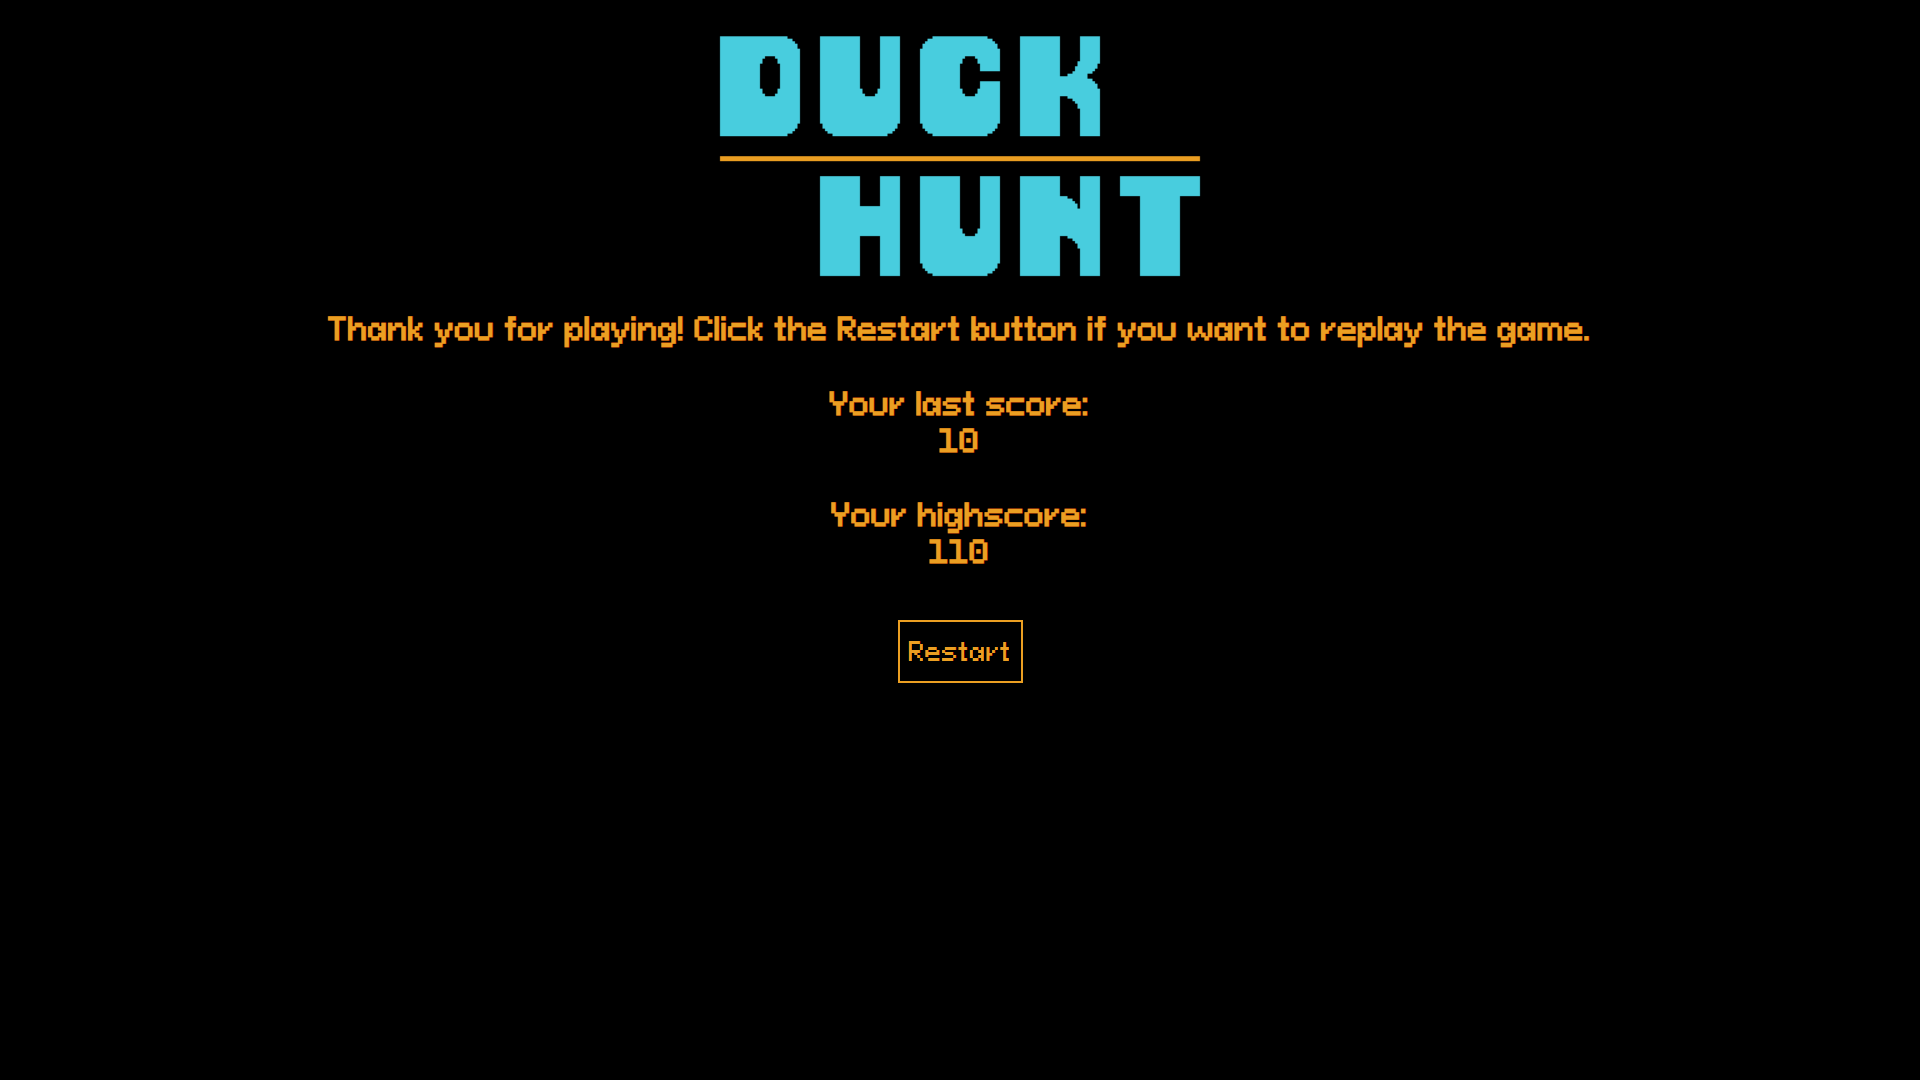 DUCK
HUNT
Thank you for playing! Click the Restart button if you want to replay the game.
Your last score:
10
Your highscore:
110
Restart